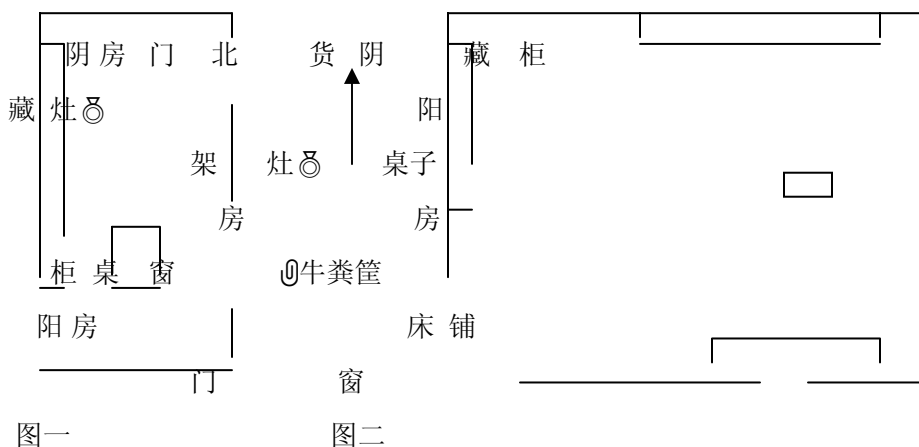 阴 房 门 北 货 阴 藏 柜
藏 灶 阳
架 灶 桌子
房 房
柜 桌 窗 牛粪筐
阳 房 床 铺
门 窗
图一 图二